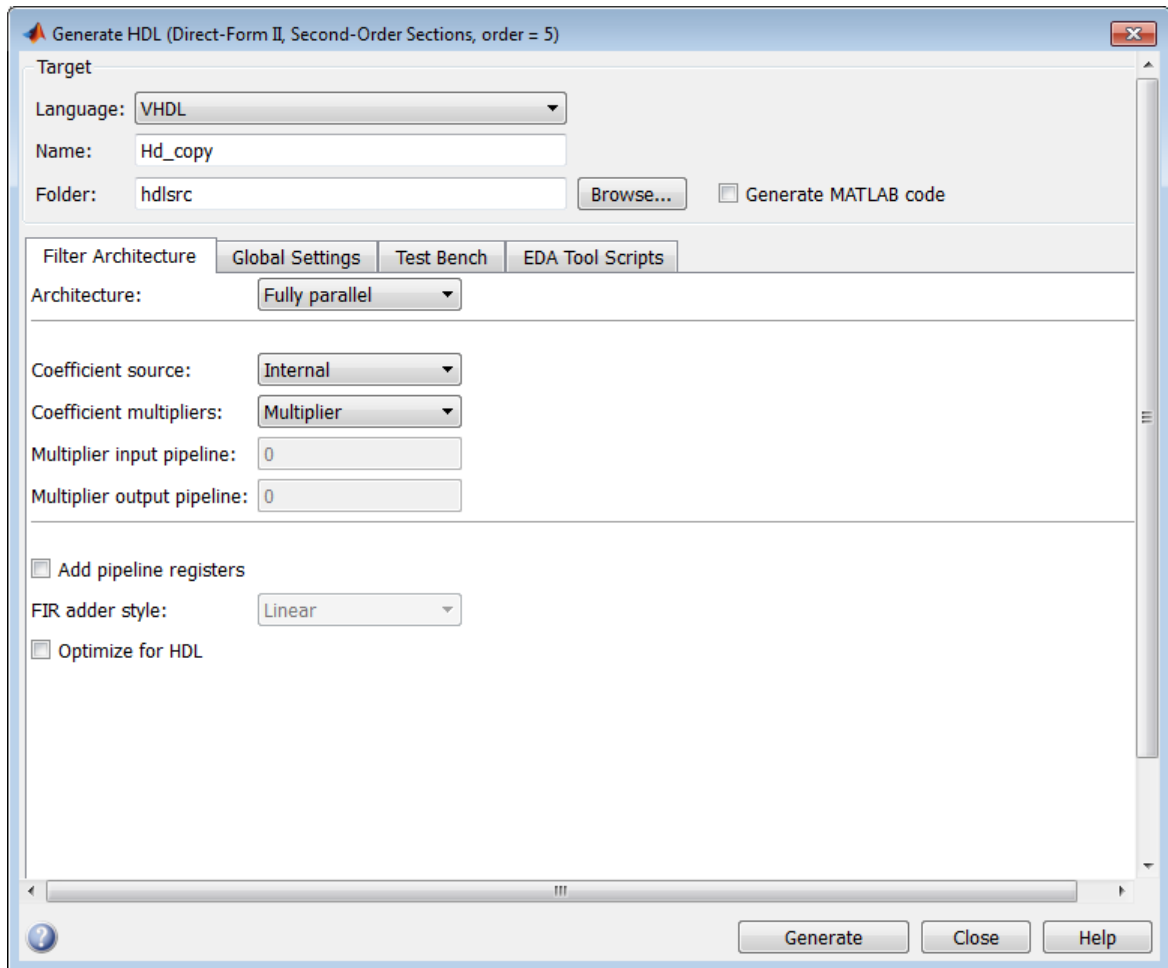 Generate HDL (Direct-Form II, Second-Order Sections, order = 5)
Target
Language: VHDL
Name: Hd_copy
Folder: hdlsrc Browse... Generate MATLAB code
Filter Architecture Global Settings Test Bench EDA Tool Scripts
Architecture: Fully parallel
Coefficient source: Internal
Coefficient multipliers: Multiplier
Multiplier input pipeline: 0
Multiplier output pipeline: 0
Add pipeline registers
FIR adder style: Linear
Optimize for HDL
? Generate Close Help